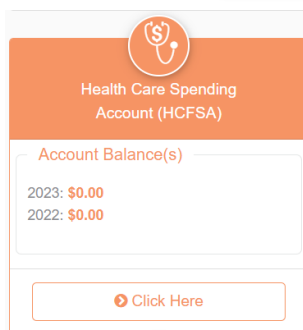 Health Care Spending
Account (HCFSA)
Account Balance(s)
2023: $0.00
2022: $0.00
Click Here